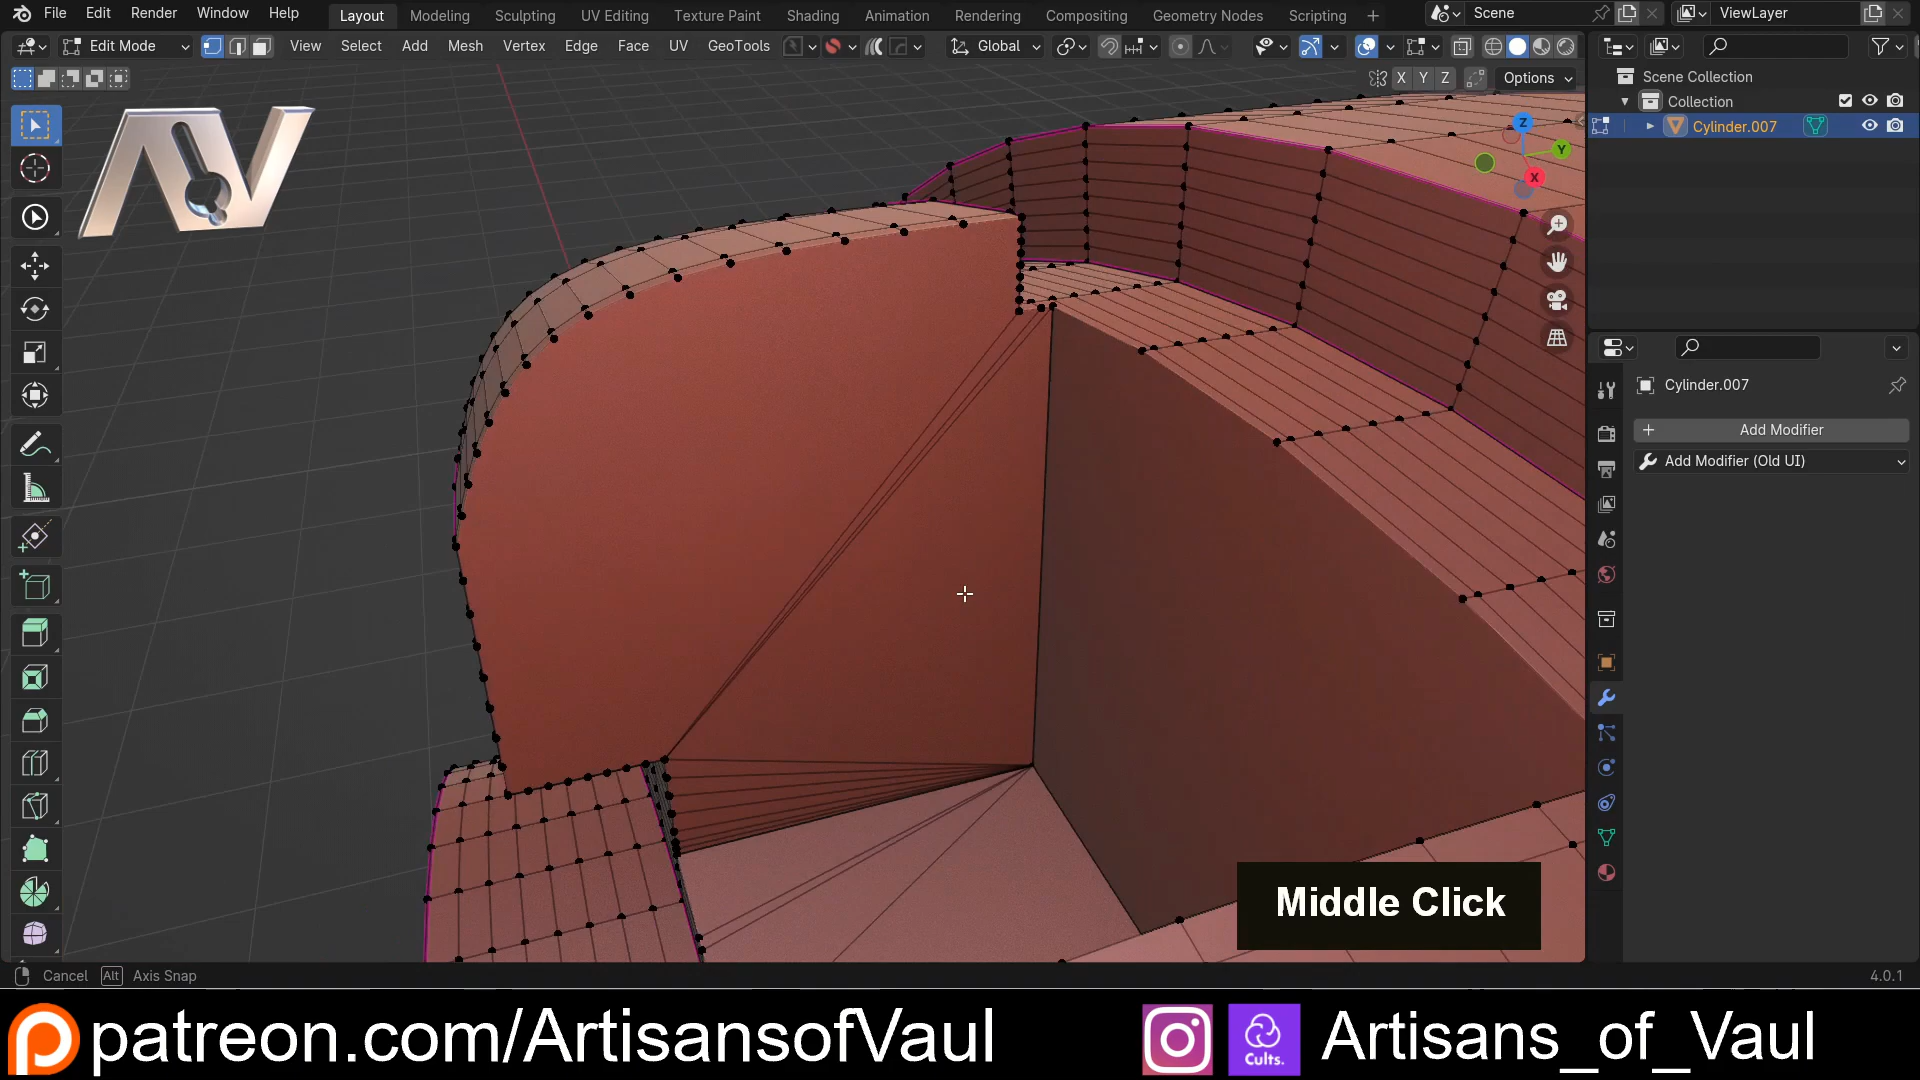 File Edit Render Window Help Layout Modeling Sculpting UV Editing Texture Paint Shading Animation Rendering Compositing Geometry Nodes Scripting + Scene ViewLayer
Edit Mode View Select Add Mesh Vertex Edge Face UV GeoTools Global
X Y Z Options
Scene Collection
Collection
Cylinder.007
Z
Y
X
AV
Cylinder.007
+ Add Modifier
Add Modifier (Old UI)
Middle Click
Cancel Alt Axis Snap 4.0.1
patreon.com/ArtisansofVaul Cults. Artisans_of_Vaul